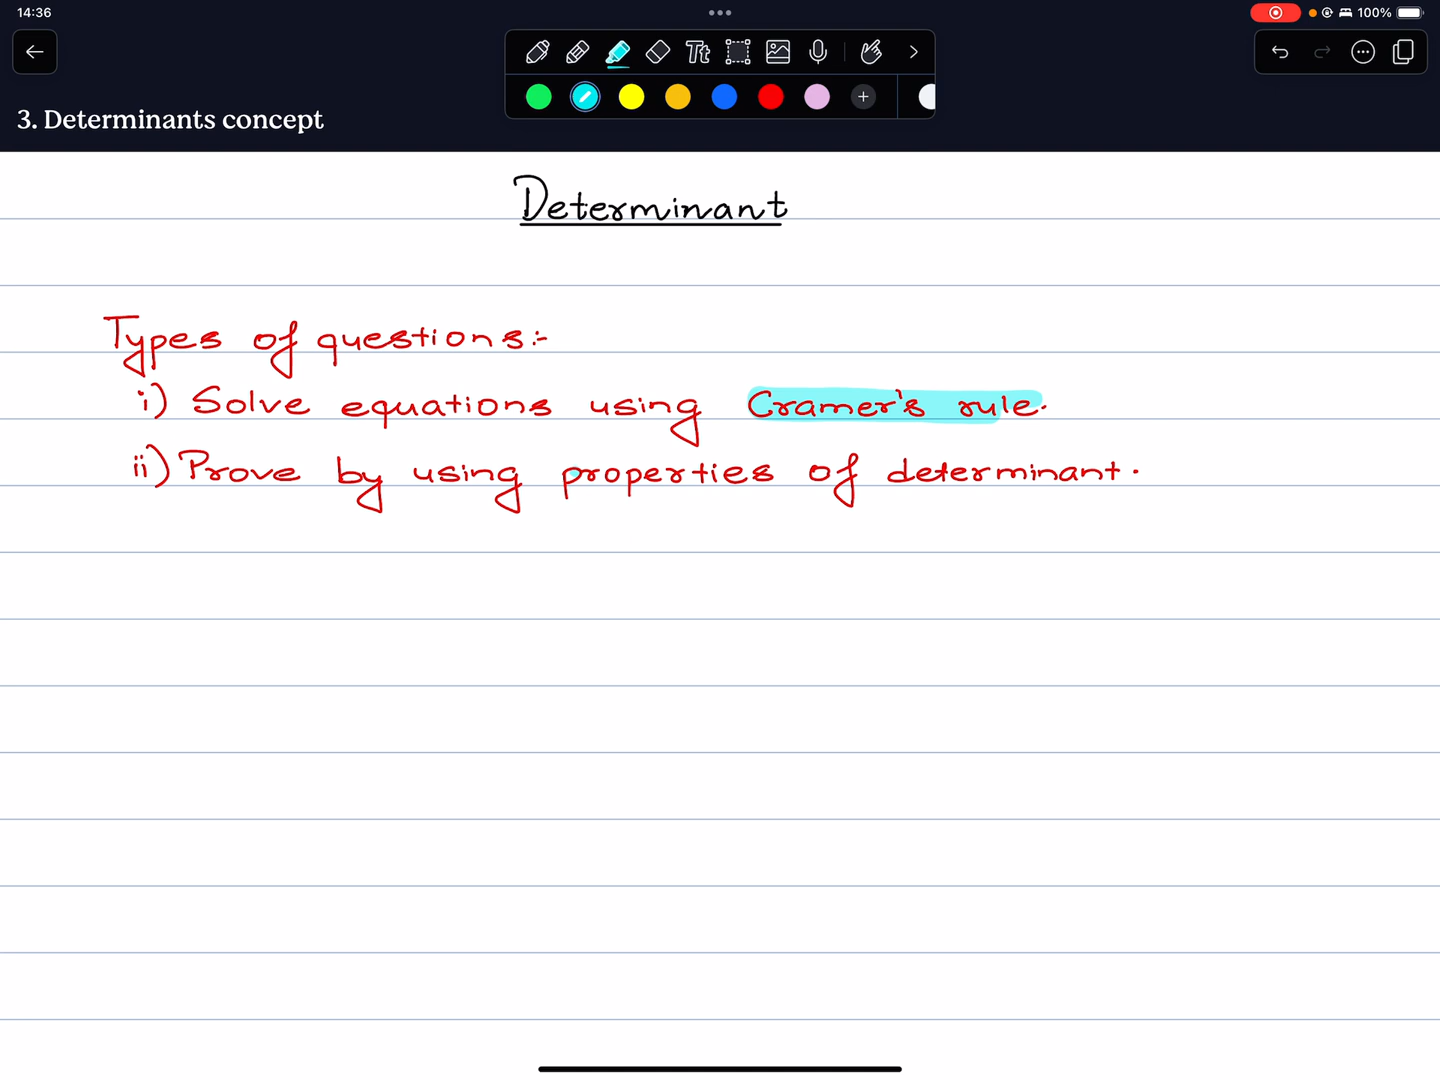 14:36
100%
3. Determinants concept
Determinant
Types of questions:-
i) Solve equations using Cramer's rule.
ii) Prove by using properties of determinant.